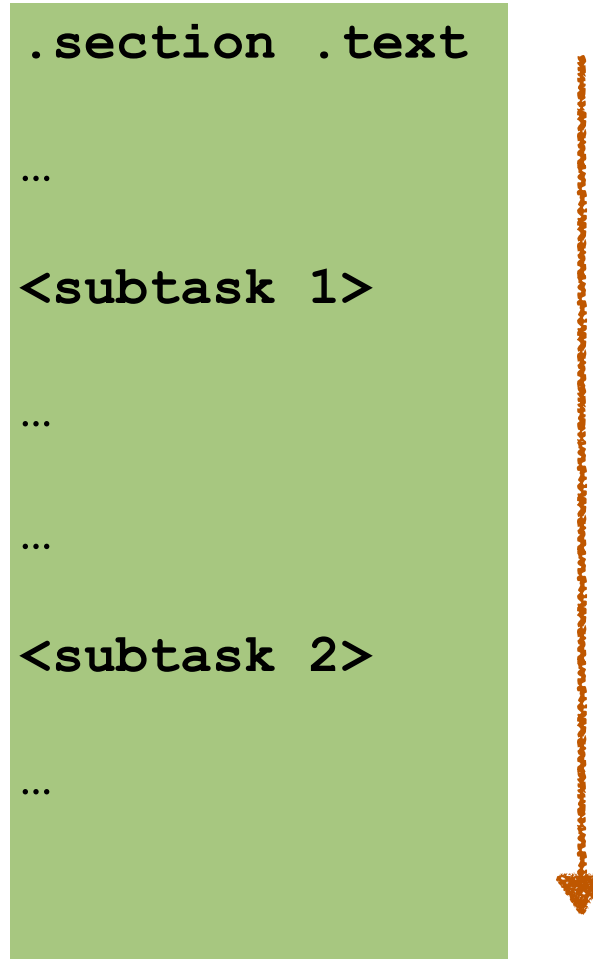 .section .text
…
<subtask 1>
…
…
<subtask 2>
…